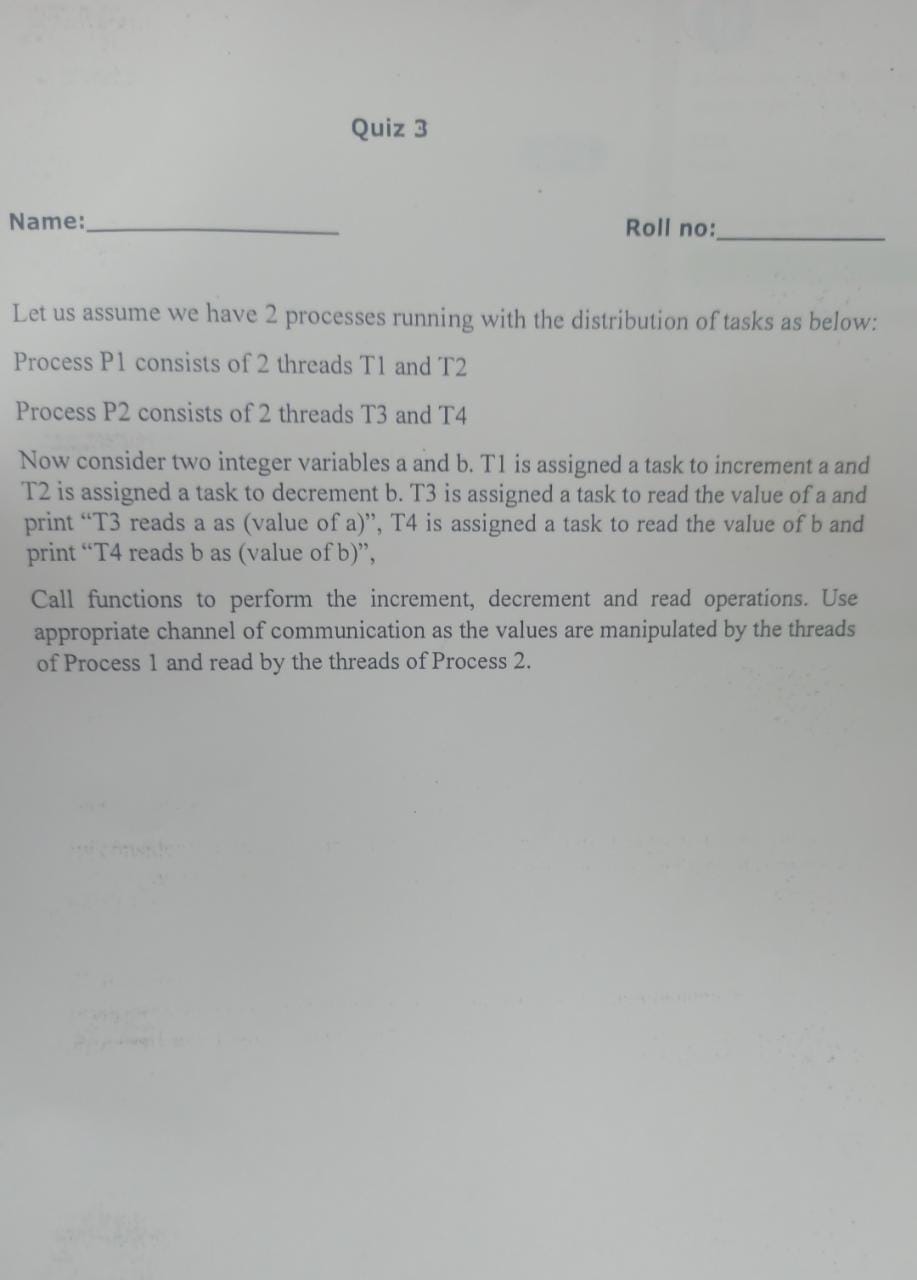 Quiz 3
Name:____________________ Roll no:______________
Let us assume we have 2 processes running with the distribution of tasks as below:
Process P1 consists of 2 threads T1 and T2
Process P2 consists of 2 threads T3 and T4
Now consider two integer variables a and b. T1 is assigned a task to increment a and
T2 is assigned a task to decrement b. T3 is assigned a task to read the value of a and
print “T3 reads a as (value of a)”, T4 is assigned a task to read the value of b and
print “T4 reads b as (value of b)”,
Call functions to perform the increment, decrement and read operations. Use
appropriate channel of communication as the values are manipulated by the threads
of Process 1 and read by the threads of Process 2.